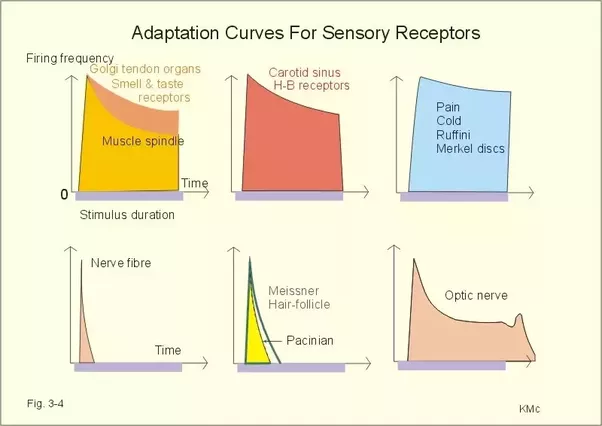 Adaptation Curves For Sensory Receptors
Firing frequency
Golgi tendon organs
Smell & taste
receptors
Muscle spindle
Time
0
Stimulus duration
Carotid sinus
H-B receptors
Pain
Cold
Ruffini
Merkel discs
Nerve fibre
Time
Meissner
Hair-follicle
Pacinian
Optic nerve
Fig. 3-4
KMc